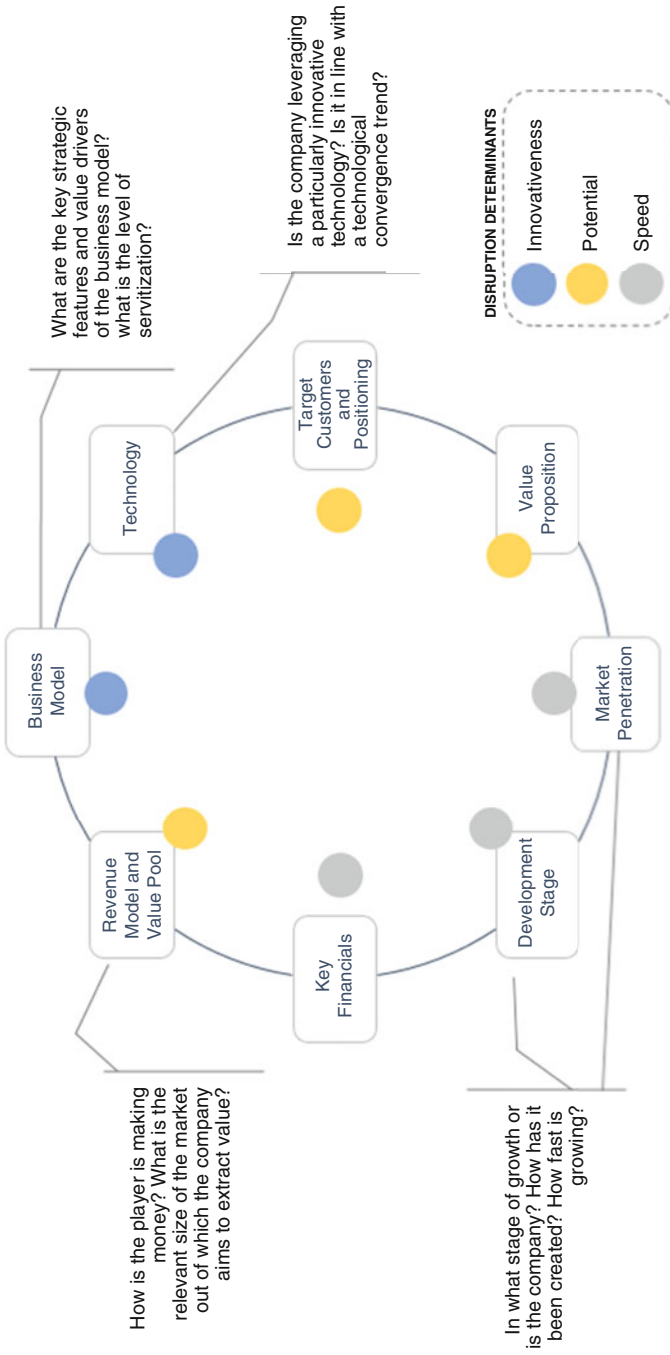 What are the key strategic
features and value drivers
of the business model?
what is the level of
servitization?
Is the company leveraging
a particularly innovative
technology? Is it in line with
a technological
convergence trend?
How is the player is making
money? What is the
relevant size of the market
out of which the company
aims to extract value?
In what stage of growth or
is the company? How has it
been created? How fast is
growing?
Business
Model
Technology
Target
Customers
and
Positioning
Value
Proposition
Market
Penetration
Development
Stage
Key
Financials
Revenue
Model and
Value Pool
DISRUPTION DETERMINANTS
Innovativeness
Potential
Speed